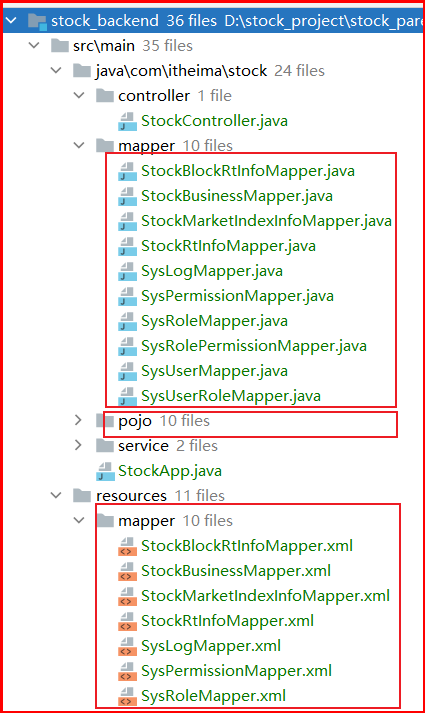 stock_backend 36 files D:\stock_project\stock_pare
src\main 35 files
java\com\itheima\stock 24 files
controller 1 file
StockController.java
mapper 10 files
StockBlockRtInfoMapper.java
StockBusinessMapper.java
StockMarketIndexInfoMapper.java
StockRtInfoMapper.java
SysLogMapper.java
SysPermissionMapper.java
SysRoleMapper.java
SysRolePermissionMapper.java
SysUserMapper.java
SysUserRoleMapper.java
pojo 10 files
service 2 files
StockApp.java
resources 11 files
mapper 10 files
StockBlockRtInfoMapper.xml
StockBusinessMapper.xml
StockMarketIndexInfoMapper.xml
StockRtInfoMapper.xml
SysLogMapper.xml
SysPermissionMapper.xml
SysRoleMapper.xml